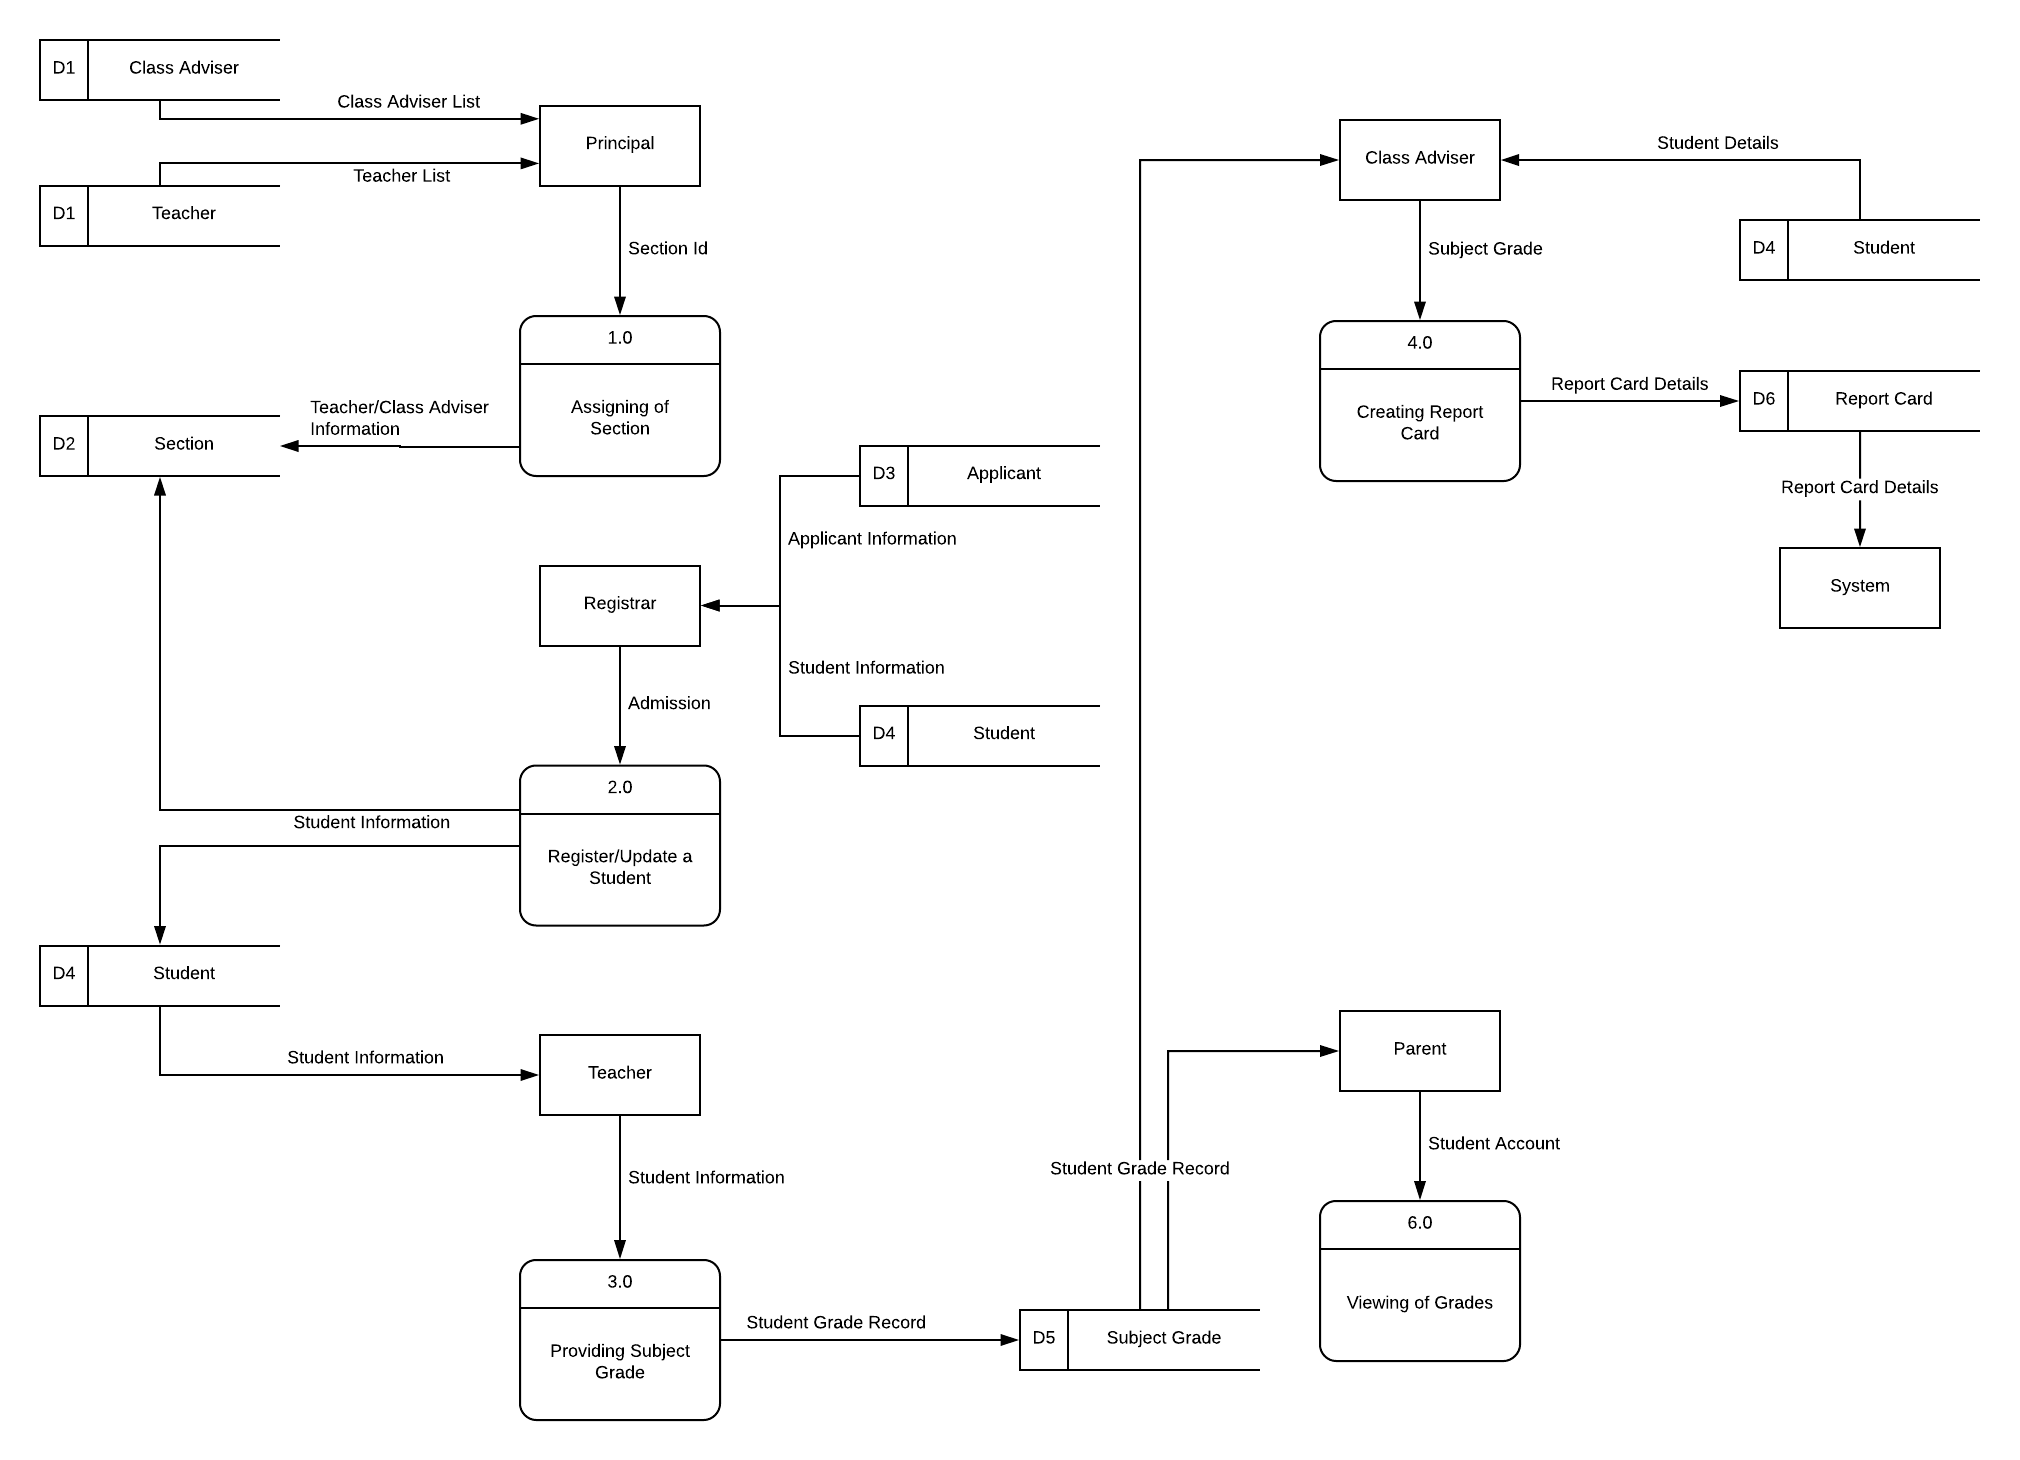 D1
Class Adviser
Class Adviser List
Principal
Teacher List
D1
Teacher
Section Id
1.0
Assigning of
Section
Teacher/Class Adviser
Information
D2
Section
D3
Applicant
Applicant Information
Registrar
Student Information
Admission
D4
Student
2.0
Register/Update a
Student
Student Information
D4
Student
Student Information
Teacher
Student Information
3.0
Providing Subject
Grade
Student Grade Record
D5
Subject Grade
Student Grade Record
Class Adviser
Student Details
D4
Student
Subject Grade
4.0
Creating Report
Card
Report Card Details
D6
Report Card
Report Card Details
System
Parent
Student Account
6.0
Viewing of Grades